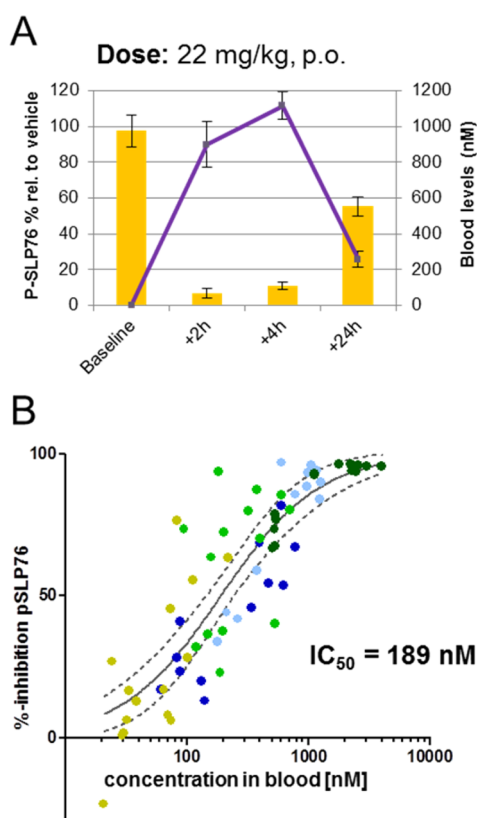 A
Dose: 22 mg/kg, p.o.
P-SLP76 % rel. to vehicle
120
100
80
60
40
20
0
1200
1000
800
600
400
200
0
Blood levels (nM)
Baseline
+2h
+4h
+24h
B
%-inhibition pSLP76
100
50
0
IC50 = 189 nM
100
1000
10000
concentration in blood [nM]